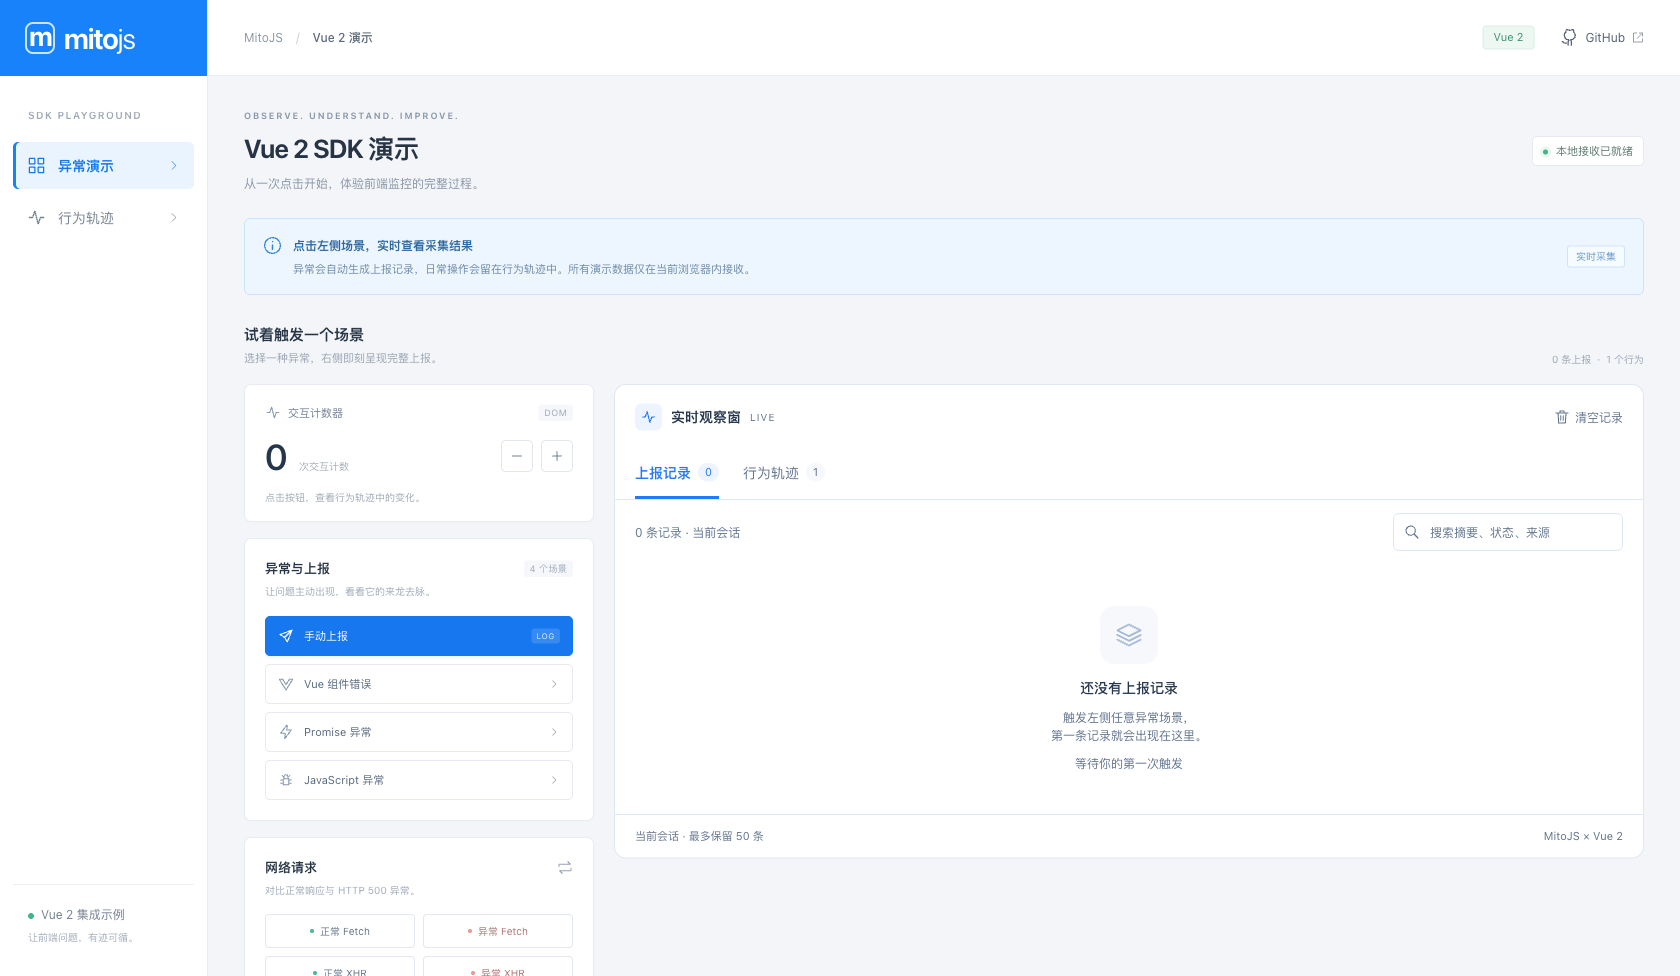 m mitojs
MitoJS / Vue 2 演示
Vue 2
GitHub
SDK PLAYGROUND
异常演示
行为轨迹
Vue 2 集成示例
让前端问题，有迹可循。
OBSERVE. UNDERSTAND. IMPROVE.
Vue 2 SDK 演示
从一次点击开始，体验前端监控的完整过程。
本地接收已就绪
点击左侧场景，实时查看采集结果
异常会自动生成上报记录，日常操作会留在行为轨迹中。所有演示数据仅在当前浏览器内接收。
实时采集
试着触发一个场景
选择一种异常，右侧即刻呈现完整上报。
0 条上报 · 1 个行为
交互计数器
DOM
0 次交互计数
− +
点击按钮，查看行为轨迹中的变化。
异常与上报
4 个场景
让问题主动出现，看看它的来龙去脉。
手动上报
LOG
Vue 组件错误
Promise 异常
JavaScript 异常
网络请求
对比正常响应与 HTTP 500 异常。
正常 Fetch
异常 Fetch
正常 XHR
异常 XHR
实时观察窗 LIVE
清空记录
上报记录 0
行为轨迹 1
0 条记录 · 当前会话
搜索摘要、状态、来源
还没有上报记录
触发左侧任意异常场景，
第一条记录就会出现在这里。
等待你的第一次触发
当前会话 · 最多保留 50 条
MitoJS × Vue 2